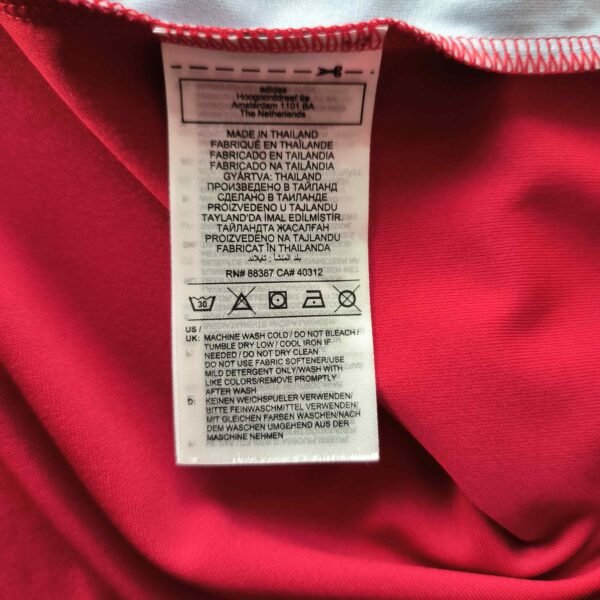 adidas
Hoogoorddreef 9a
Amsterdam 1101 BA
The Netherlands
MADE IN THAILAND
FABRIQUÉ EN THAÏLANDE
FABRICADO EN TAILANDIA
FABRICADO NA TAILÂNDIA
GYÁRTVA: THAILAND
ПРОИЗВЕДЕНО В ТАЙЛАНД
СДЕЛАНО В ТАИЛАНДЕ
PROIZVEDENO U TAJLANDU
TAYLAND'DA İMAL EDİLMİŞTİR.
ТАЙЛАНДТА ЖАСАЛҒАН
PROIZVEDENO NA TAJLANDU
FABRICAT ÎN THAILANDA
بلد المنشأ : تايلاند
RN# 88387 CA# 40312
30
US /
UK: MACHINE WASH COLD / DO NOT BLEACH /
TUMBLE DRY LOW / COOL IRON IF
NEEDED / DO NOT DRY CLEAN
DO NOT USE FABRIC SOFTENER/USE
MILD DETERGENT ONLY/WASH WITH
LIKE COLORS/REMOVE PROMPTLY
AFTER WASH
D: KEINEN WEICHSPUELER VERWENDEN/
BITTE FEINWASCHMITTEL VERWENDEN/
MIT GLEICHEN FARBEN WASCHEN/NACH
DEM WASCHEN UMGEHEND AUS DER
MASCHINE NEHMEN